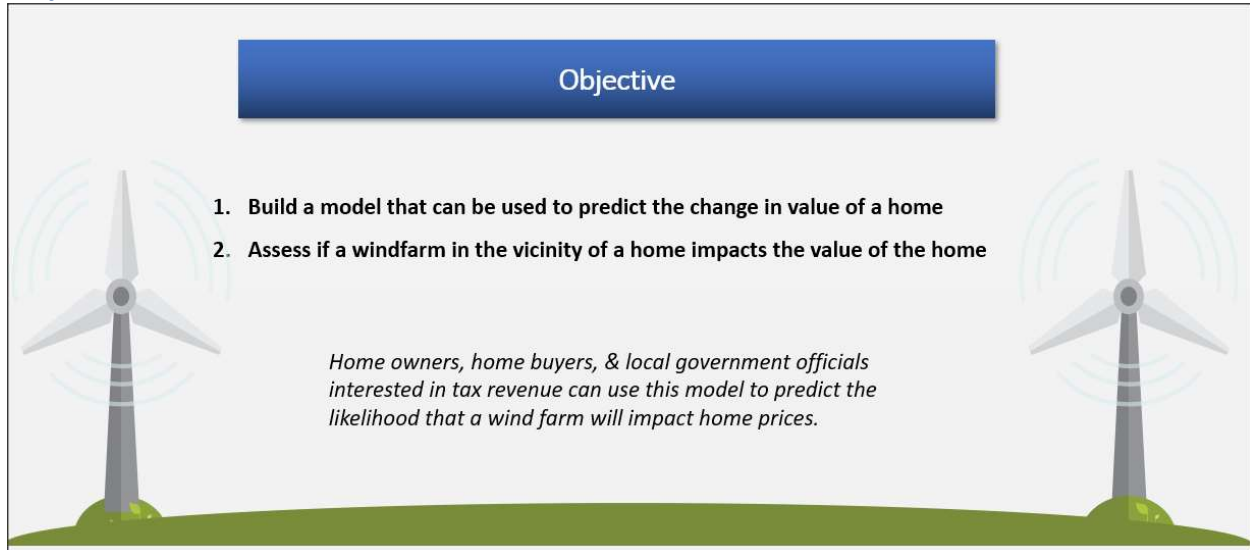 Objective
1. Build a model that can be used to predict the change in value of a home
2. Assess if a windfarm in the vicinity of a home impacts the value of the home
Home owners, home buyers, & local government officials
interested in tax revenue can use this model to predict the
likelihood that a wind farm will impact home prices.